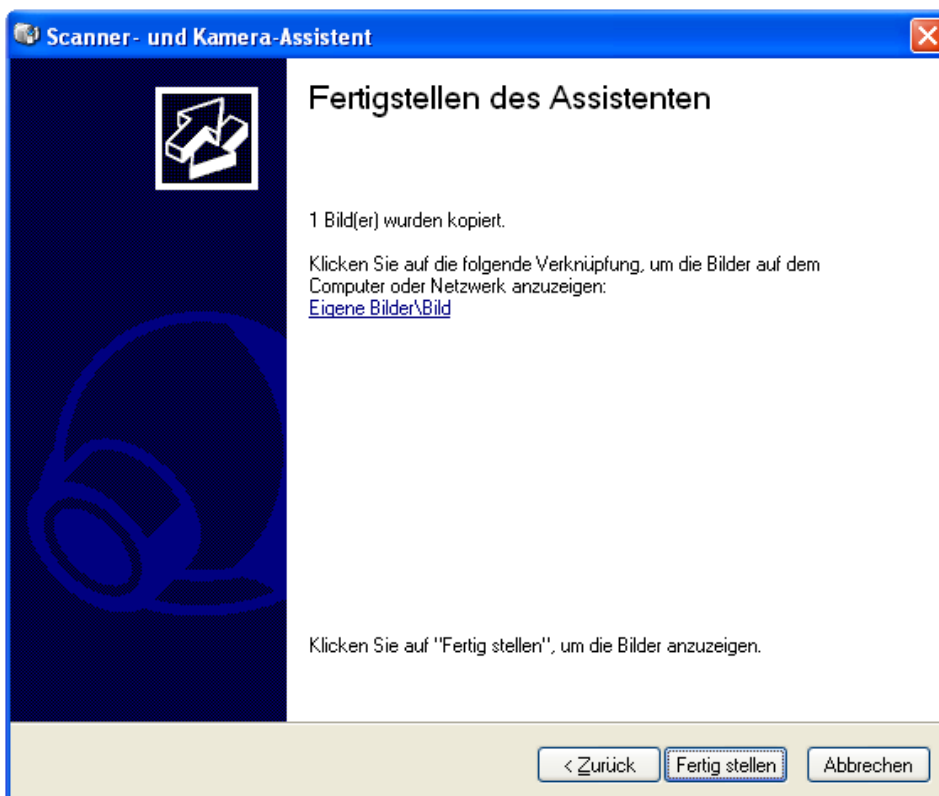 Scanner- und Kamera-Assistent
Fertigstellen des Assistenten
1 Bild(er) wurden kopiert.
Klicken Sie auf die folgende Verknüpfung, um die Bilder auf dem
Computer oder Netzwerk anzuzeigen:
Eigene Bilder\Bild
Klicken Sie auf "Fertig stellen", um die Bilder anzuzeigen.
< Zurück Fertig stellen Abbrechen